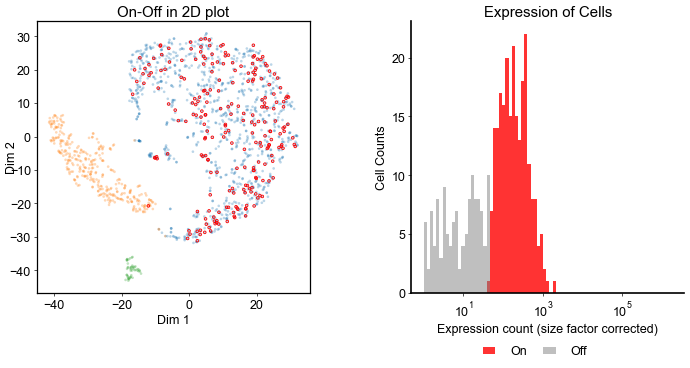 On-Off in 2D plot
30
20
10
0
−10
−20
−30
−40
Dim 2
−40 −20 0 20
Dim 1
Expression of Cells
20
15
10
5
0
Cell Counts
10^1 10^3 10^5
Expression count (size factor corrected)
On Off